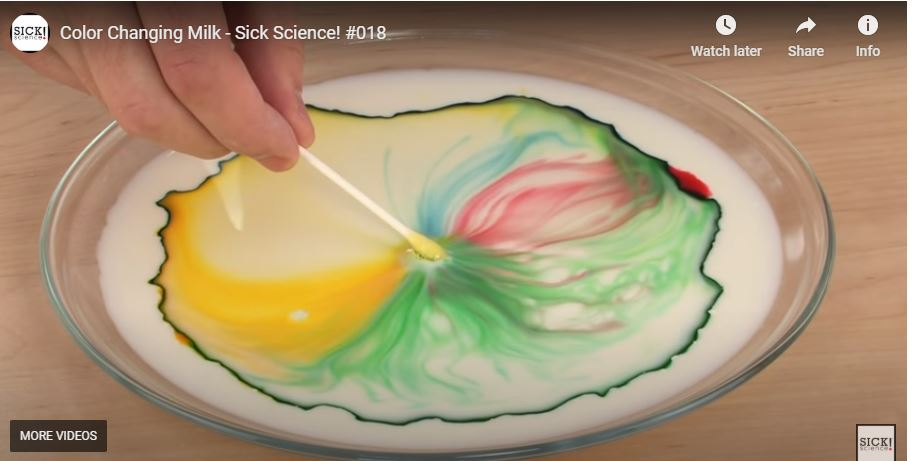 SICK!
science.
Color Changing Milk - Sick Science! #018
Watch later
Share
Info
MORE VIDEOS
SICK!
science.